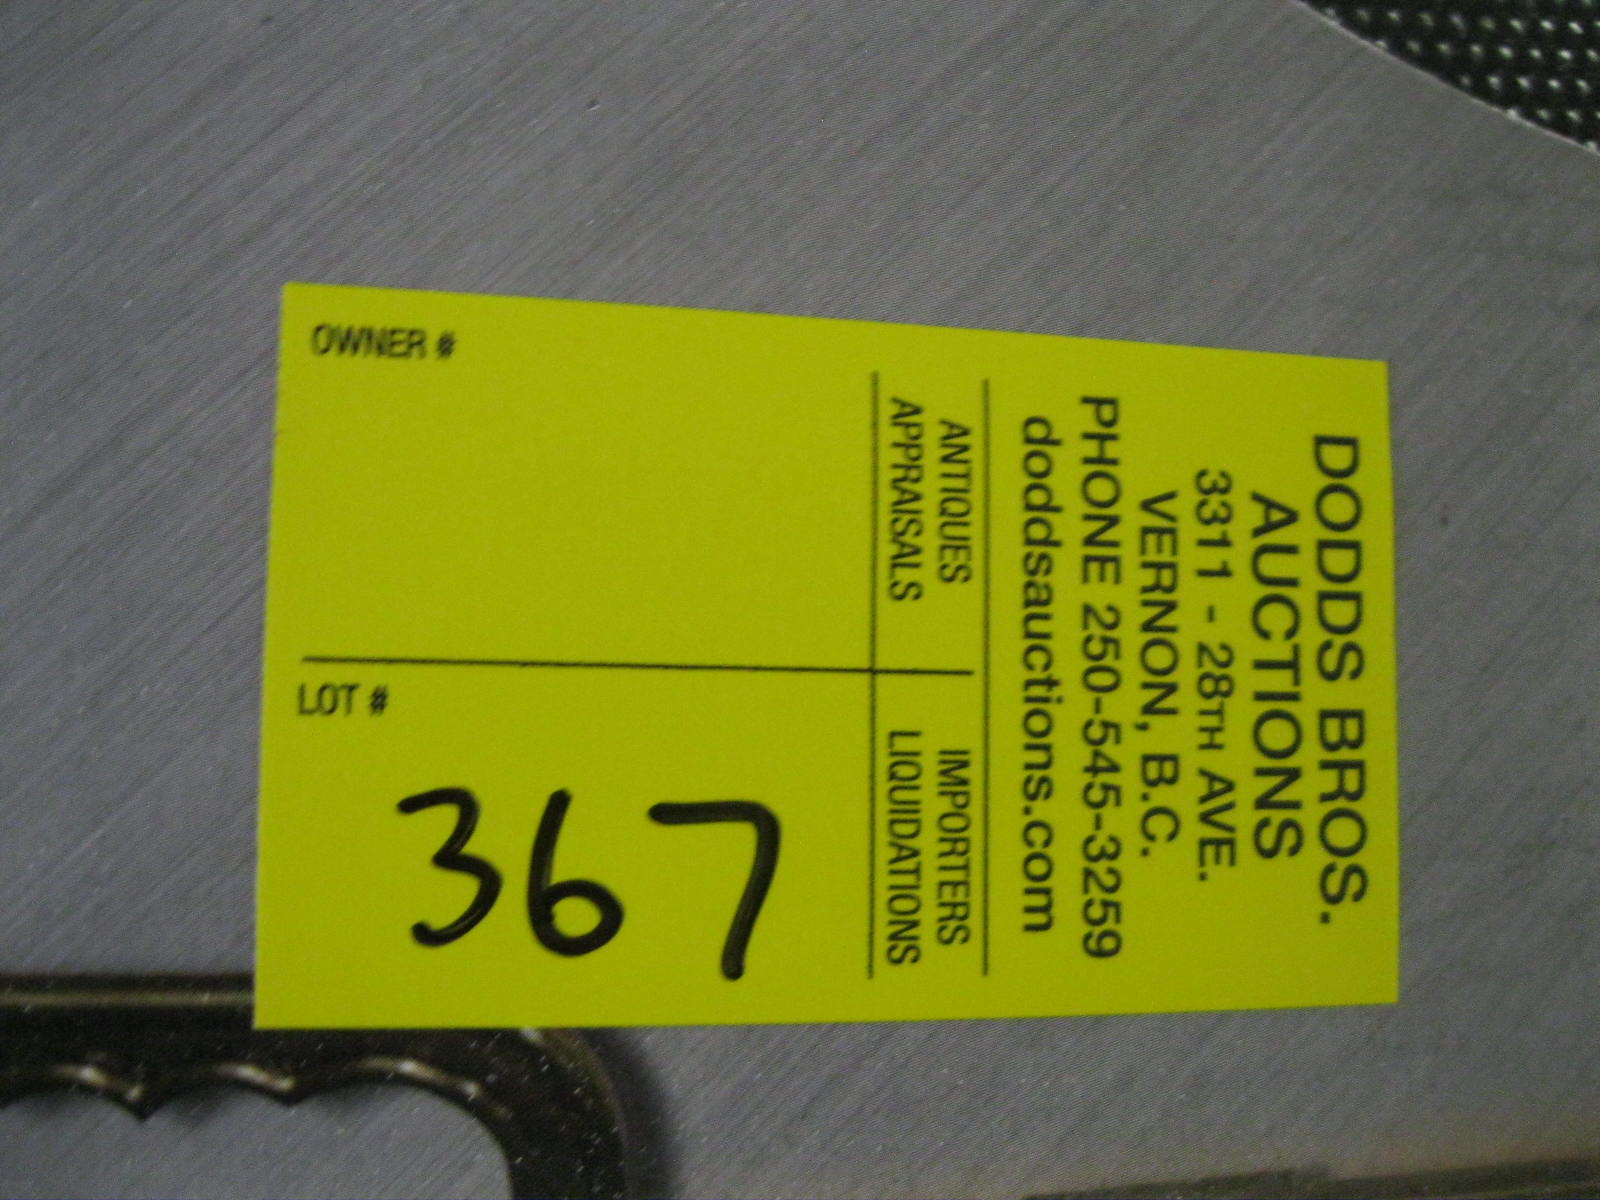 DODDS BROS.
AUCTIONS
3311 - 28TH AVE.
VERNON, B.C.
PHONE 250-545-3259
doddsauctions.com
ANTIQUES
APPRAISALS
IMPORTERS
LIQUIDATIONS
OWNER #
LOT #
367